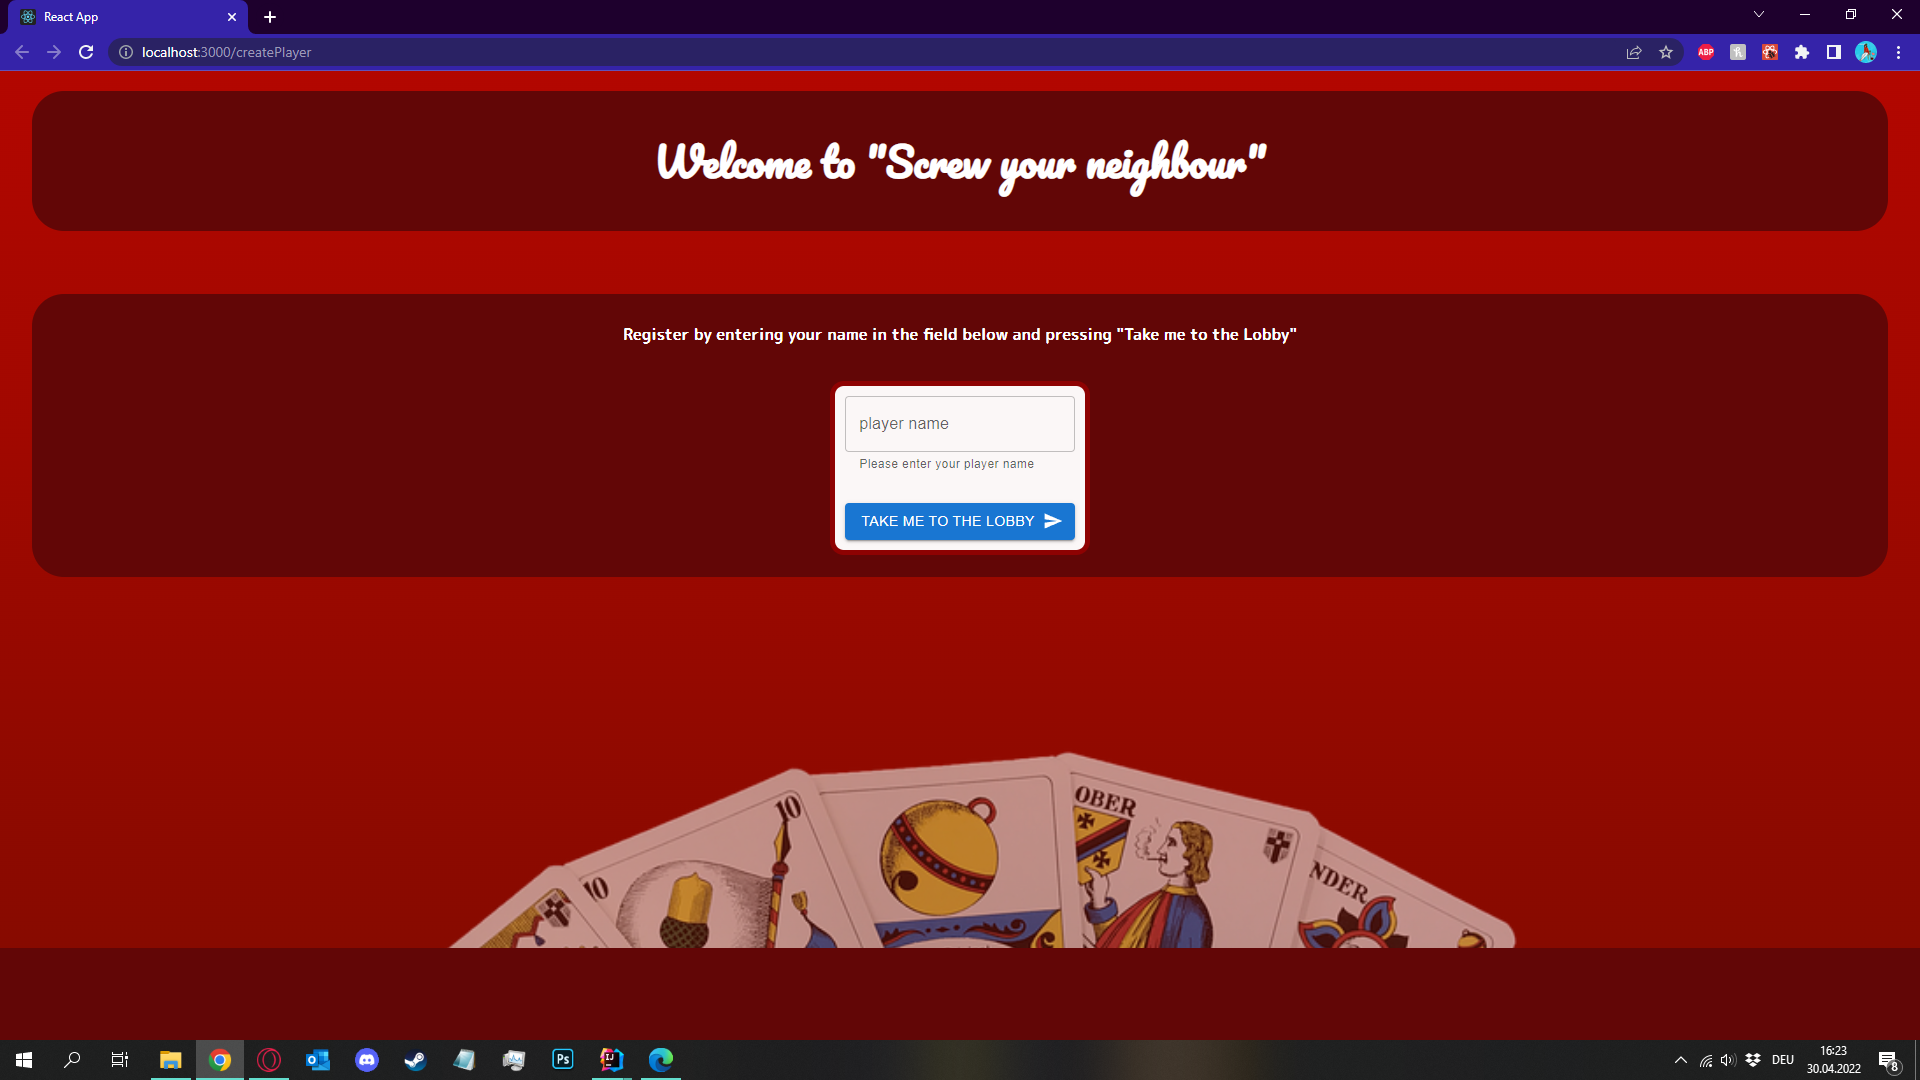 React App
localhost:3000/createPlayer
ABP
Welcome to "Screw your neighbour"
Register by entering your name in the field below and pressing "Take me to the Lobby"
player name
Please enter your player name
TAKE ME TO THE LOBBY
10
10
OBER
NDER
Ps
IJ
DEU
16:23
30.04.2022
8